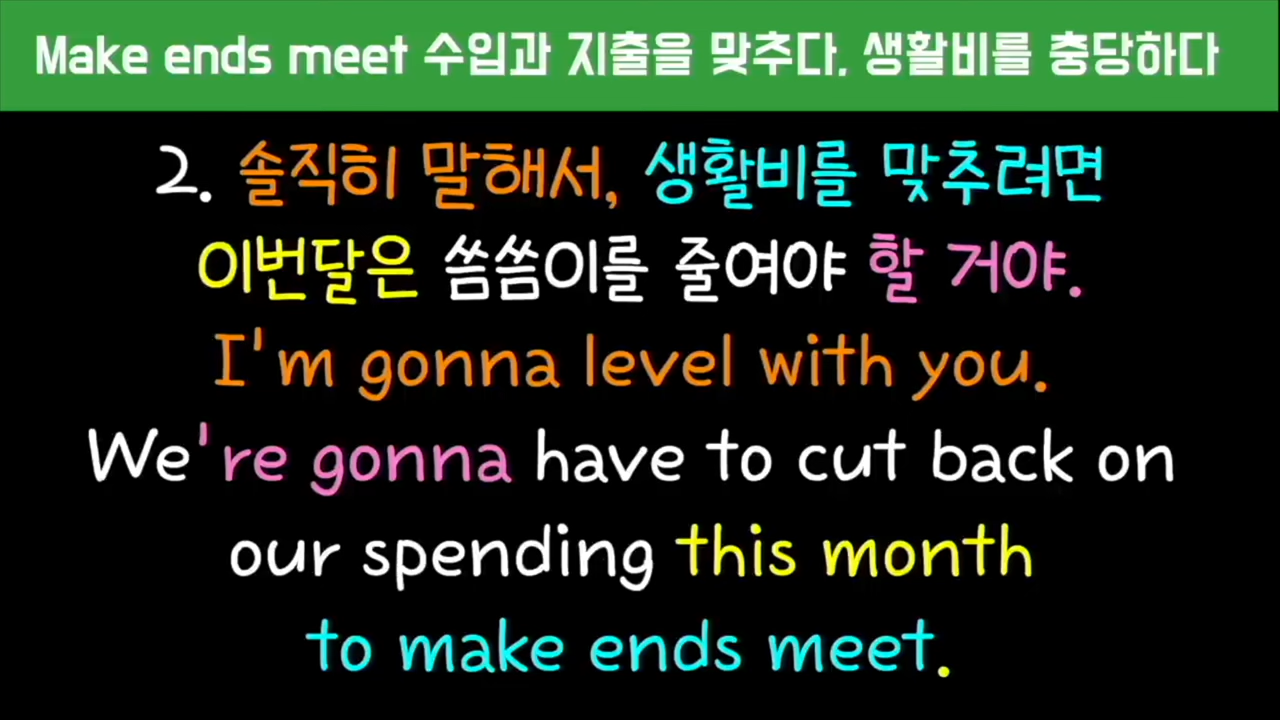 Make ends meet 수입과 지출을 맞추다, 생활비를 충당하다
2. 솔직히 말해서, 생활비를 맞추려면
이번달은 씀씀이를 줄여야 할 거야.
I'm gonna level with you.
We're gonna have to cut back on
our spending this month
to make ends meet.